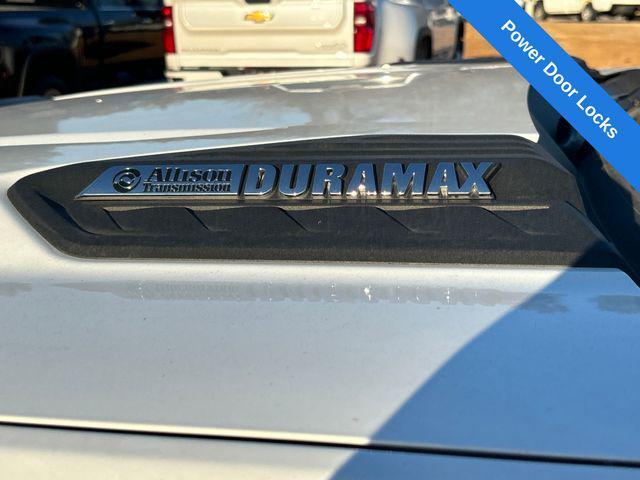 Power Door Locks
Allison
Transmission
DURAMAX